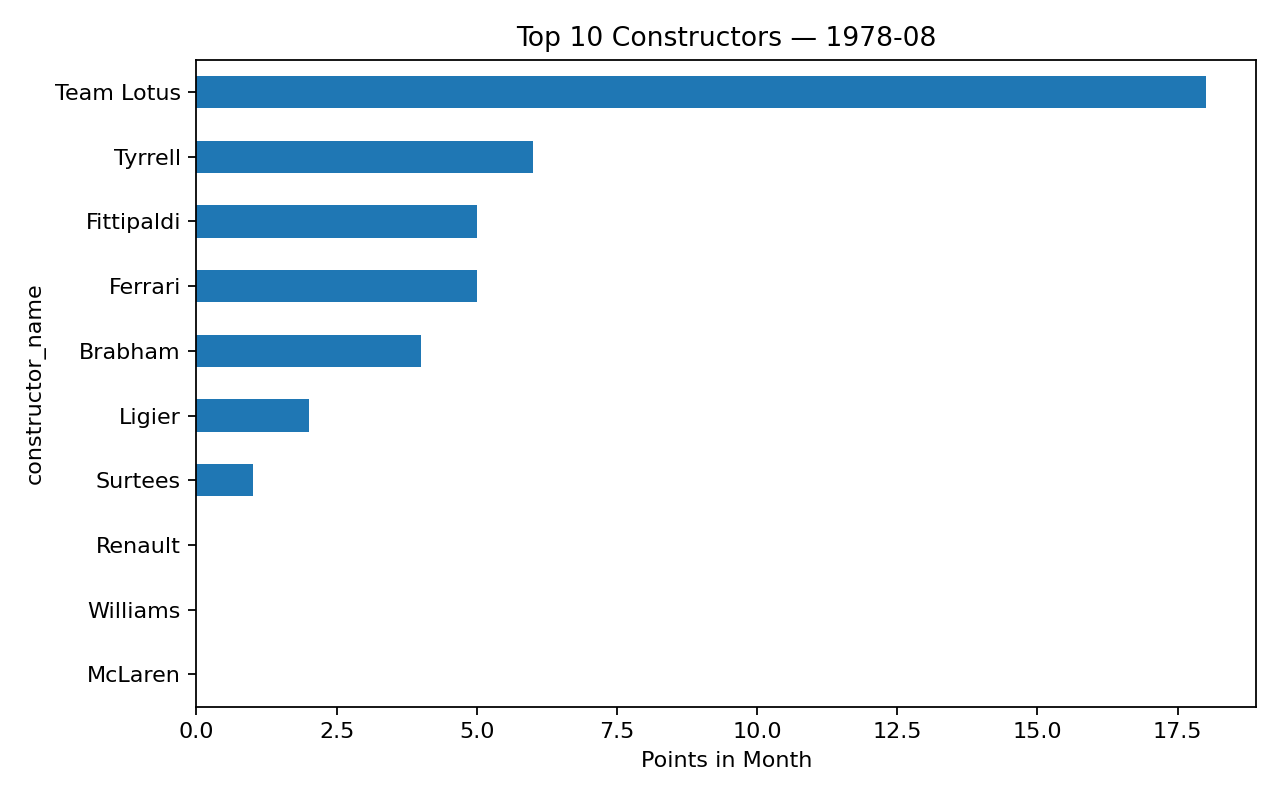 Top 10 Constructors — 1978-08
constructor_name
Team Lotus
Tyrrell
Fittipaldi
Ferrari
Brabham
Ligier
Surtees
Renault
Williams
McLaren
0.0 2.5 5.0 7.5 10.0 12.5 15.0 17.5
Points in Month